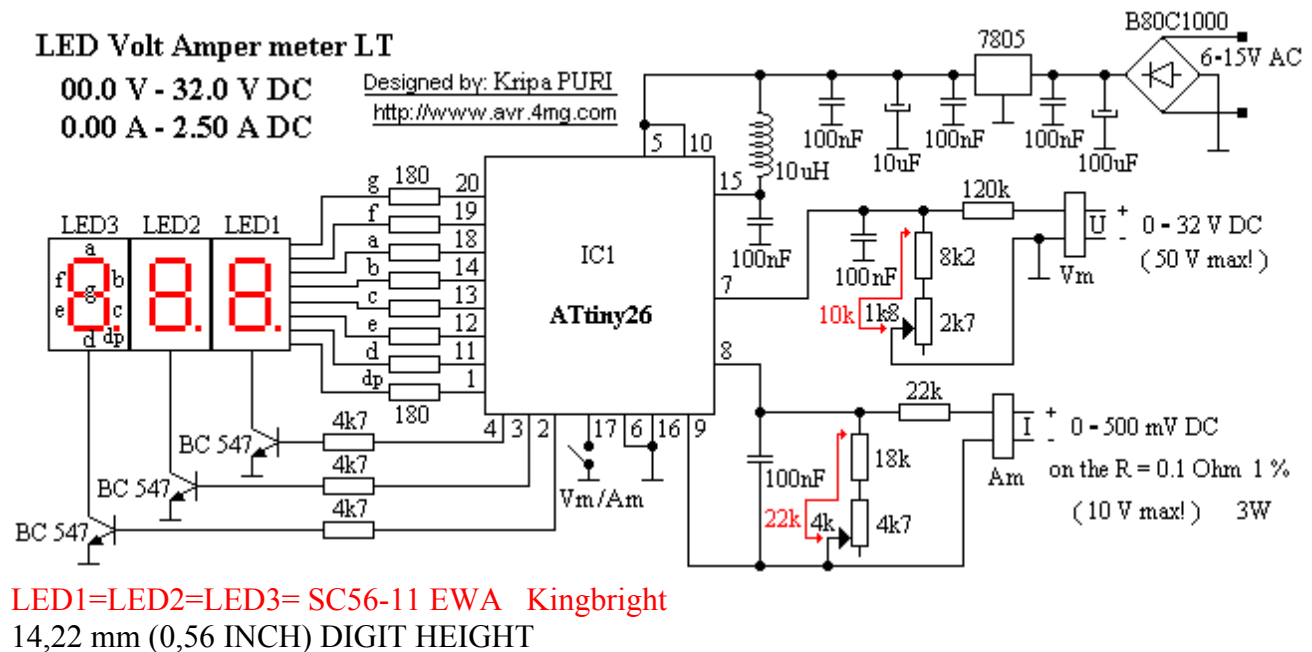 LED Volt Amper meter LT
00.0 V - 32.0 V DC
0.00 A - 2.50 A DC
Designed by: Kripa PURI
http://www.avr.4mg.com
B80C1000
7805
6-15V AC
100nF
10uF
100nF
100nF
100uF
10uH
5
10
15
100nF
g
180
20
f
19
a
18
b
14
c
13
e
12
d
11
dp
1
180
LED3
LED2
LED1
a
f
b
g
e
c
d
dp
IC1
ATtiny26
7
8
120k
100nF
8k2
10k
1k8
2k7
U
+
-
Vm
0 - 32 V DC
( 50 V max! )
22k
100nF
18k
22k
4k
4k7
I
+
-
Am
0 - 500 mV DC
on the R = 0.1 Ohm 1 %
( 10 V max! ) 3W
4
3
2
17
6
16
9
Vm/Am
BC 547
4k7
BC 547
4k7
BC 547
4k7
LED1=LED2=LED3= SC56-11 EWA Kingbright
14,22 mm (0,56 INCH) DIGIT HEIGHT